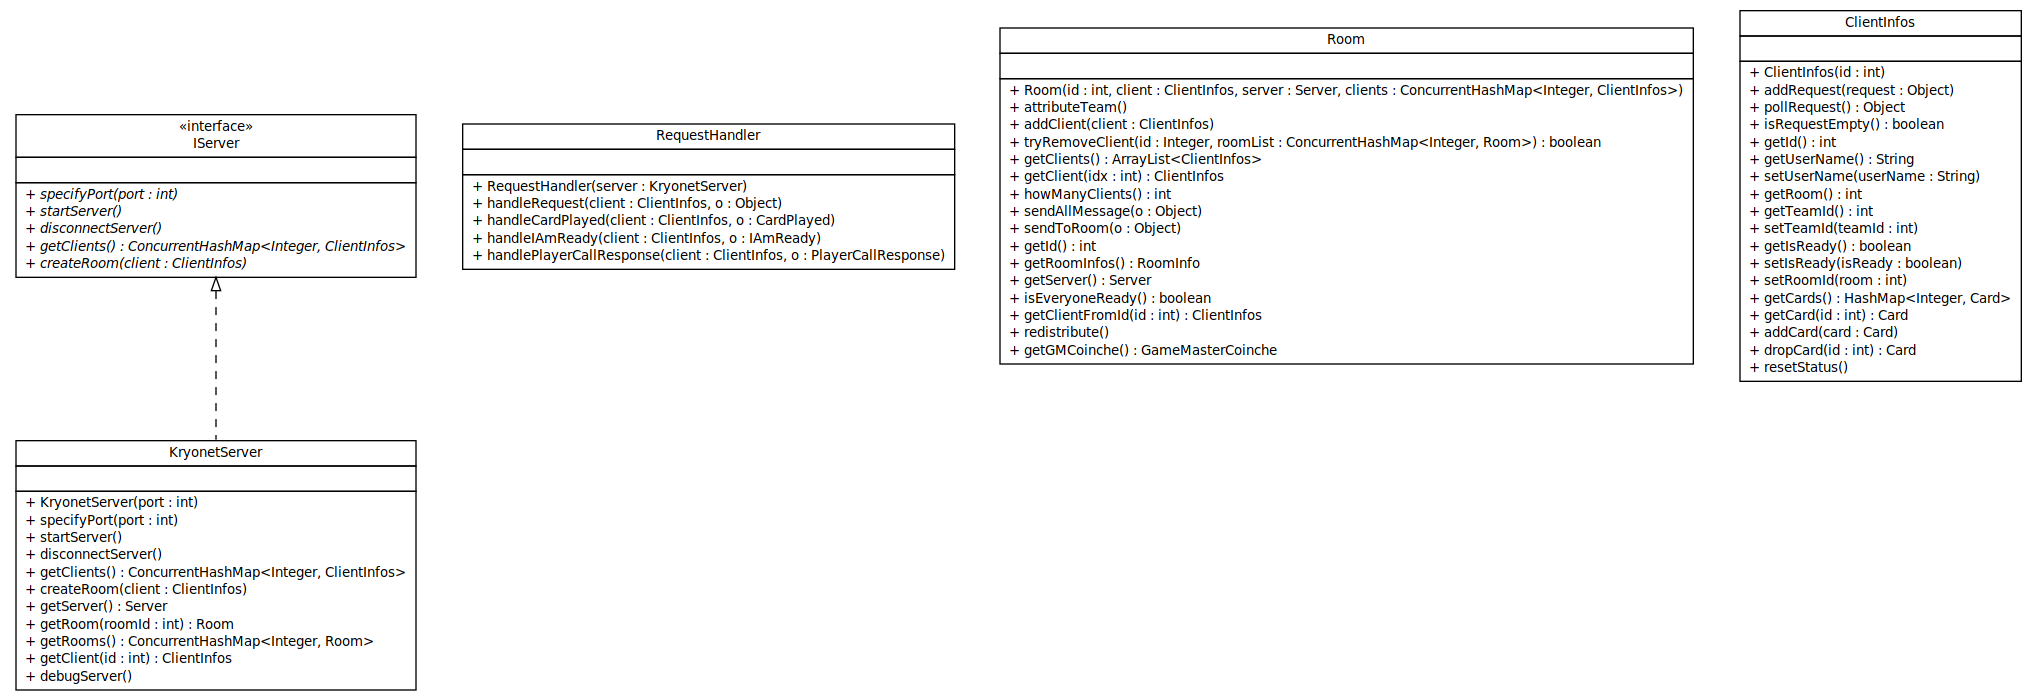 «interface»
IServer
+ specifyPort(port : int)
+ startServer()
+ disconnectServer()
+ getClients() : ConcurrentHashMap<Integer, ClientInfos>
+ createRoom(client : ClientInfos)
KryonetServer
+ KryonetServer(port : int)
+ specifyPort(port : int)
+ startServer()
+ disconnectServer()
+ getClients() : ConcurrentHashMap<Integer, ClientInfos>
+ createRoom(client : ClientInfos)
+ getServer() : Server
+ getRoom(roomId : int) : Room
+ getRooms() : ConcurrentHashMap<Integer, Room>
+ getClient(id : int) : ClientInfos
+ debugServer()
RequestHandler
+ RequestHandler(server : KryonetServer)
+ handleRequest(client : ClientInfos, o : Object)
+ handleCardPlayed(client : ClientInfos, o : CardPlayed)
+ handleIAmReady(client : ClientInfos, o : IAmReady)
+ handlePlayerCallResponse(client : ClientInfos, o : PlayerCallResponse)
Room
+ Room(id : int, client : ClientInfos, server : Server, clients : ConcurrentHashMap<Integer, ClientInfos>)
+ attributeTeam()
+ addClient(client : ClientInfos)
+ tryRemoveClient(id : Integer, roomList : ConcurrentHashMap<Integer, Room>) : boolean
+ getClients() : ArrayList<ClientInfos>
+ getClient(idx : int) : ClientInfos
+ howManyClients() : int
+ sendAllMessage(o : Object)
+ sendToRoom(o : Object)
+ getId() : int
+ getRoomInfos() : RoomInfo
+ getServer() : Server
+ isEveryoneReady() : boolean
+ getClientFromId(id : int) : ClientInfos
+ redistribute()
+ getGMCoinche() : GameMasterCoinche
ClientInfos
+ ClientInfos(id : int)
+ addRequest(request : Object)
+ pollRequest() : Object
+ isRequestEmpty() : boolean
+ getId() : int
+ getUserName() : String
+ setUserName(userName : String)
+ getRoom() : int
+ getTeamId() : int
+ setTeamId(teamId : int)
+ getIsReady() : boolean
+ setIsReady(isReady : boolean)
+ setRoomId(room : int)
+ getCards() : HashMap<Integer, Card>
+ getCard(id : int) : Card
+ addCard(card : Card)
+ dropCard(id : int) : Card
+ resetStatus()